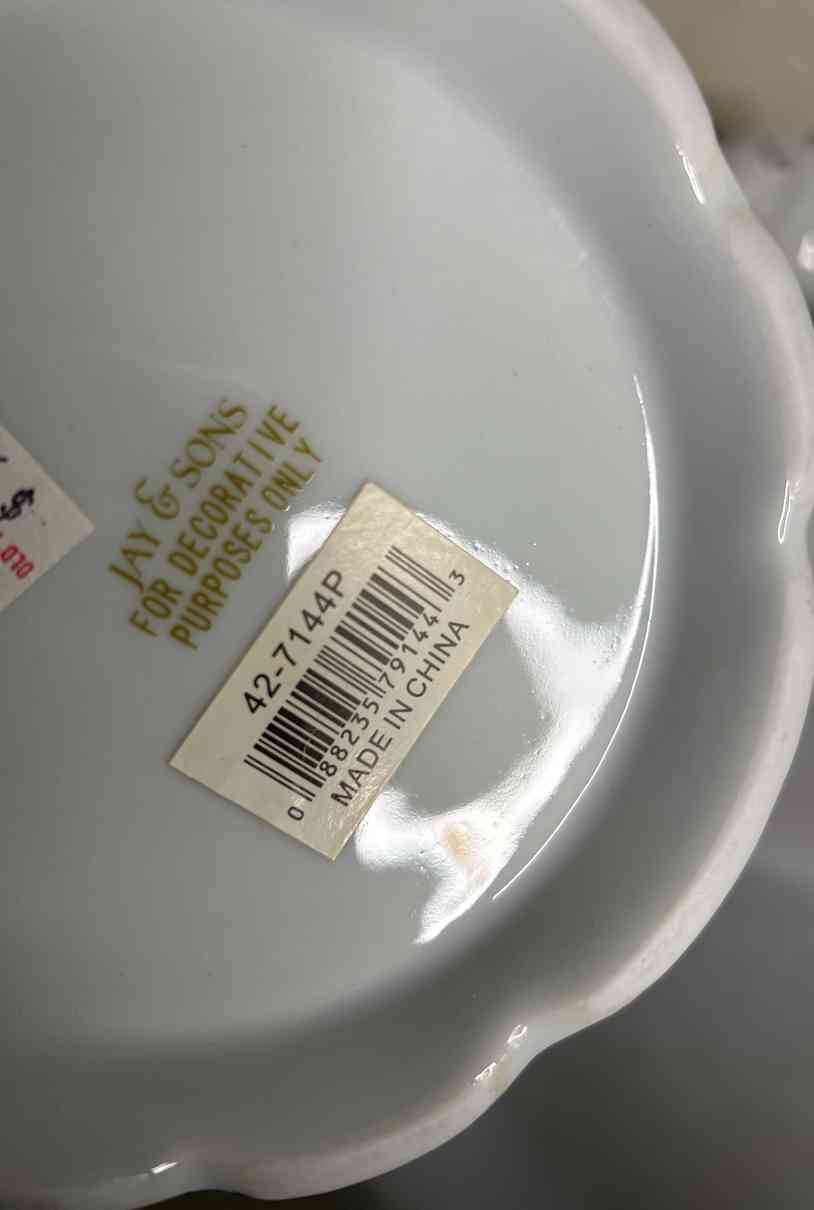 JAY & SONS
FOR DECORATIVE
PURPOSES ONLY
42-7144P
0 88235 79144 3
MADE IN CHINA